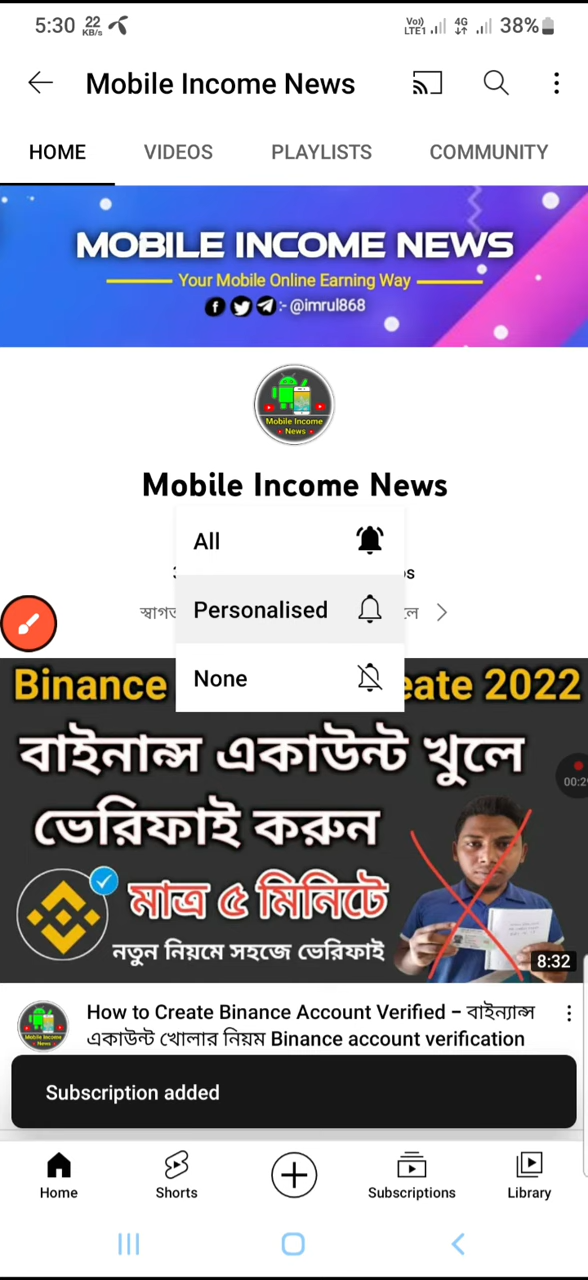 5:30 22 KB/s Vo) LTE1 4G 38%
Mobile Income News
HOME VIDEOS PLAYLISTS COMMUNITY
MOBILE INCOME NEWS
Your Mobile Online Earning Way
:- @imrul868
Mobile Income
News
Mobile Income News
All
Personalised
None
Binance eate 2022
বাইনান্স একাউন্ট খুলে
ভেরিফাই করুন
মাত্র ৫ মিনিটে
নতুন নিয়মে সহজে ভেরিফাই
8:32
How to Create Binance Account Verified – বাইন্যান্স
একাউন্ট খোলার নিয়ম Binance account verification
Subscription added
Home Shorts Subscriptions Library